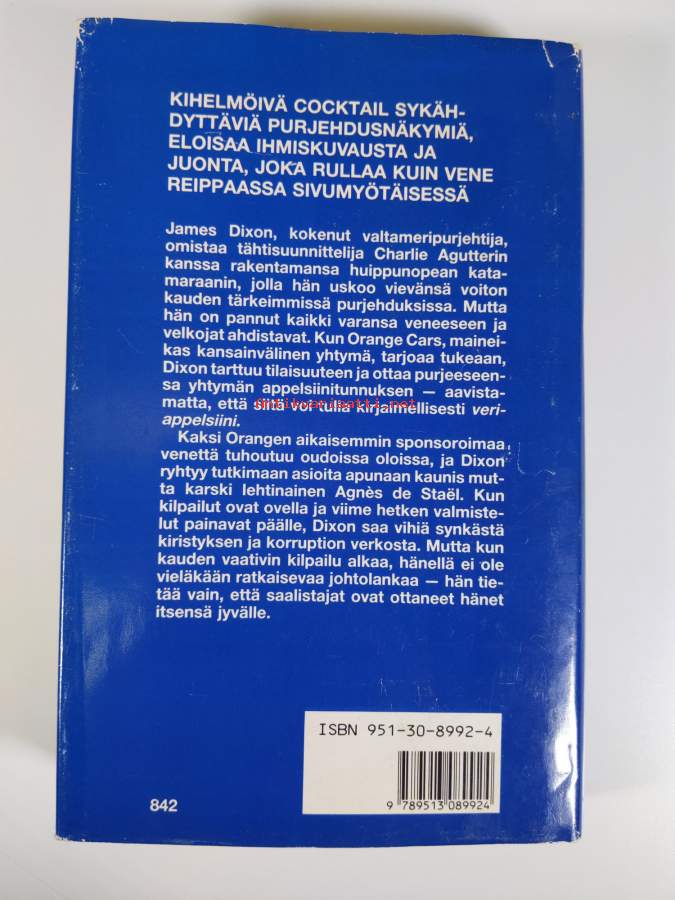 KIHELMÖIVÄ COCKTAIL SYKÄH-
DYTTÄVIÄ PURJEHDUSNÄKYMIÄ,
ELOISAA IHMISKUVAUSTA JA
JUONTA, JOKA RULLAA KUIN VENE
REIPPAASSA SIVUMYÖTÄISESSÄ
James Dixon, kokenut valtameripurjehtija,
omistaa tähtisuunnittelija Charlie Agutterin
kanssa rakentamansa huippunopean kata-
maraanin, jolla hän uskoo vievänsä voiton
kauden tärkeimmissä purjehduksissa. Mutta
hän on pannut kaikki varansa veneeseen ja
velkojat ahdistavat. Kun Orange Cars, mainei-
kas kansainvälinen yhtymä, tarjoaa tukeaan,
Dixon tarttuu tilaisuuteen ja ottaa purjeeseen-
sa yhtymän appelsiinitunnuksen — aavista-
matta, että siitä voi tulla kirjaimellisesti veri-
appelsiini.
Kaksi Orangen aikaisemmin sponsoroimaa
venettä tuhoutuu oudoissa oloissa, ja Dixon
ryhtyy tutkimaan asioita apunaan kaunis mut-
ta karski lehtinainen Agnès de Staël. Kun
kilpailut ovat ovella ja viime hetken valmiste-
lut painavat päälle, Dixon saa vihiä synkästä
kiristyksen ja korruption verkosta. Mutta kun
kauden vaativin kilpailu alkaa, hänellä ei ole
vieläkään ratkaisevaa johtolankaa — hän tie-
tää vain, että saalistajat ovat ottaneet hänet
itsensä jyvälle.
ISBN 951-30-8992-4
9 789513 089924
842